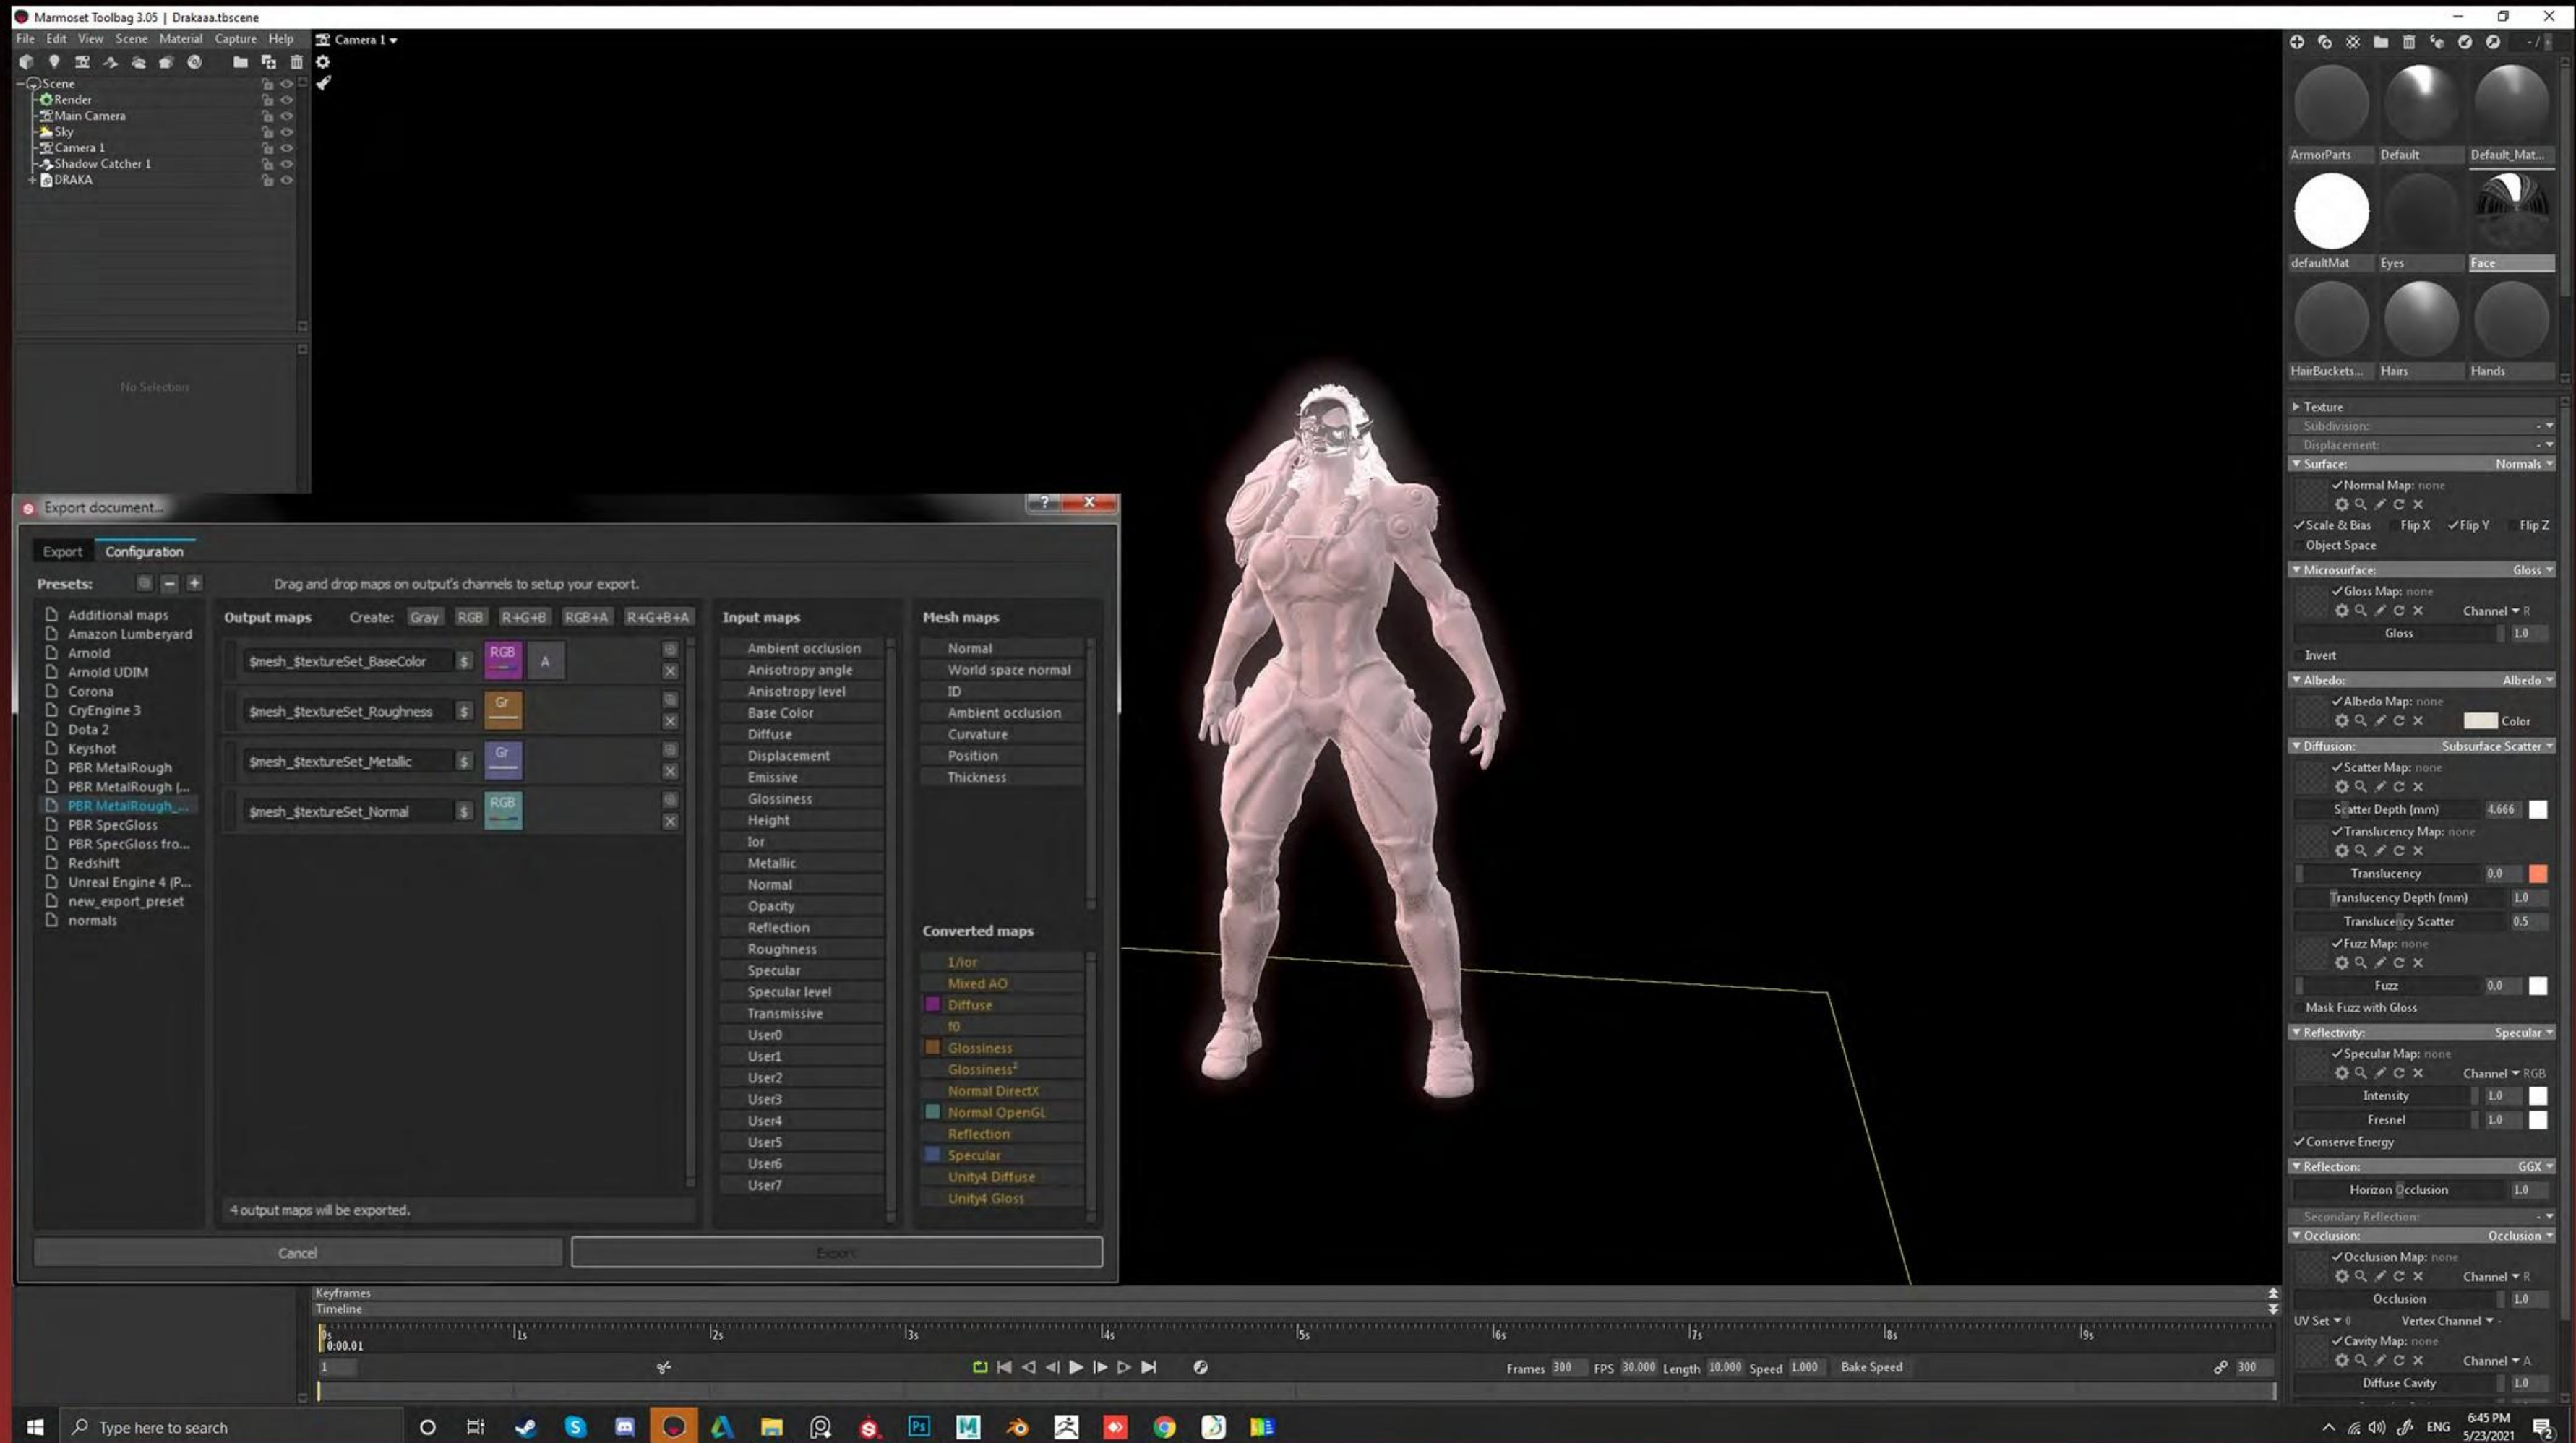 Marmoset Toolbag 3.05 | Drakaaa.tbscene
File Edit View Scene Material Capture Help
Camera 1
Scene
Render
Main Camera
Sky
Camera 1
Shadow Catcher 1
DRAKA
No Selection
Export document...
Export Configuration
Presets:
Drag and drop maps on output's channels to setup your export.
Additional maps
Amazon Lumberyard
Arnold
Arnold UDIM
Corona
CryEngine 3
Dota 2
Keyshot
PBR MetalRough
PBR MetalRough (...
PBR MetalRough_...
PBR SpecGloss
PBR SpecGloss fro...
Redshift
Unreal Engine 4 (P...
new_export_preset
normals
Output maps Create: Gray RGB R+G+B RGB+A R+G+B+A
$mesh_$textureSet_BaseColor $ RGB A
$mesh_$textureSet_Roughness $ Gr
$mesh_$textureSet_Metallic $ Gr
$mesh_$textureSet_Normal $ RGB
4 output maps will be exported.
Input maps
Ambient occlusion
Anisotropy angle
Anisotropy level
Base Color
Diffuse
Displacement
Emissive
Glossiness
Height
Ior
Metallic
Normal
Opacity
Reflection
Roughness
Specular
Specular level
Transmissive
User0
User1
User2
User3
User4
User5
User6
User7
Mesh maps
Normal
World space normal
ID
Ambient occlusion
Curvature
Position
Thickness
Converted maps
1/ior
Mixed AO
Diffuse
f0
Glossiness
Glossiness²
Normal DirectX
Normal OpenGL
Reflection
Specular
Unity4 Diffuse
Unity4 Gloss
Cancel Export
ArmorParts Default Default_Mat...
defaultMat Eyes Face
HairBuckets... Hairs Hands
Texture
Subdivision: -
Displacement: -
Surface: Normals
Normal Map: none
Scale & Bias Flip X Flip Y Flip Z
Object Space
Microsurface: Gloss
Gloss Map: none
Channel R
Gloss 1.0
Invert
Albedo: Albedo
Albedo Map: none
Color
Diffusion: Subsurface Scatter
Scatter Map: none
Scatter Depth (mm) 4.666
Translucency Map: none
Translucency 0.0
Translucency Depth (mm) 1.0
Translucency Scatter 0.5
Fuzz Map: none
Fuzz 0.0
Mask Fuzz with Gloss
Reflectivity: Specular
Specular Map: none
Channel RGB
Intensity 1.0
Fresnel 1.0
Conserve Energy
Reflection: GGX
Horizon Occlusion 1.0
Secondary Reflection: -
Occlusion: Occlusion
Occlusion Map: none
Channel R
Occlusion 1.0
UV Set 0 Vertex Channel -
Cavity Map: none
Channel A
Diffuse Cavity 1.0
Keyframes
Timeline
0s 1s 2s 3s 4s 5s 6s 7s 8s 9s
0:00.01
1
Frames 300 FPS 30.000 Length 10.000 Speed 1.000 Bake Speed 300
Type here to search
ENG 6:45 PM
5/23/2021